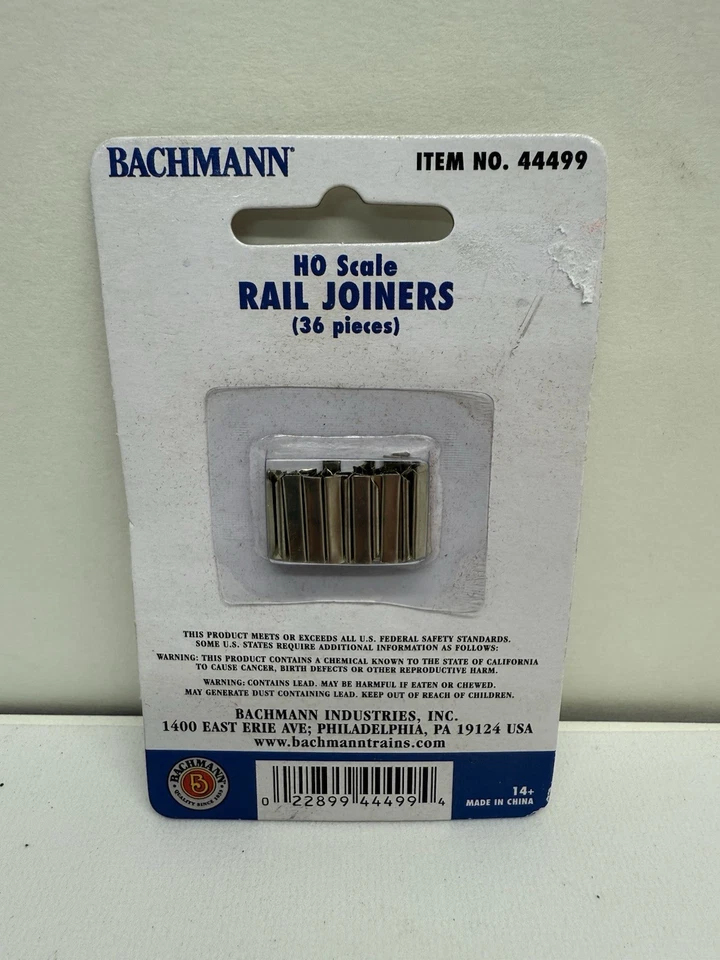 BACHMANN®
ITEM NO. 44499
HO Scale
RAIL JOINERS
(36 pieces)
THIS PRODUCT MEETS OR EXCEEDS ALL U.S. FEDERAL SAFETY STANDARDS.
SOME U.S. STATES REQUIRE ADDITIONAL INFORMATION AS FOLLOWS:
WARNING: THIS PRODUCT CONTAINS A CHEMICAL KNOWN TO THE STATE OF CALIFORNIA
TO CAUSE CANCER, BIRTH DEFECTS OR OTHER REPRODUCTIVE HARM.
WARNING: CONTAINS LEAD. MAY BE HARMFUL IF EATEN OR CHEWED.
MAY GENERATE DUST CONTAINING LEAD. KEEP OUT OF REACH OF CHILDREN.
BACHMANN INDUSTRIES, INC.
1400 EAST ERIE AVE; PHILADELPHIA, PA 19124 USA
www.bachmanntrains.com
BACHMANN
B
QUALITY SINCE 1833
0 22899 44499 4
14+
MADE IN CHINA